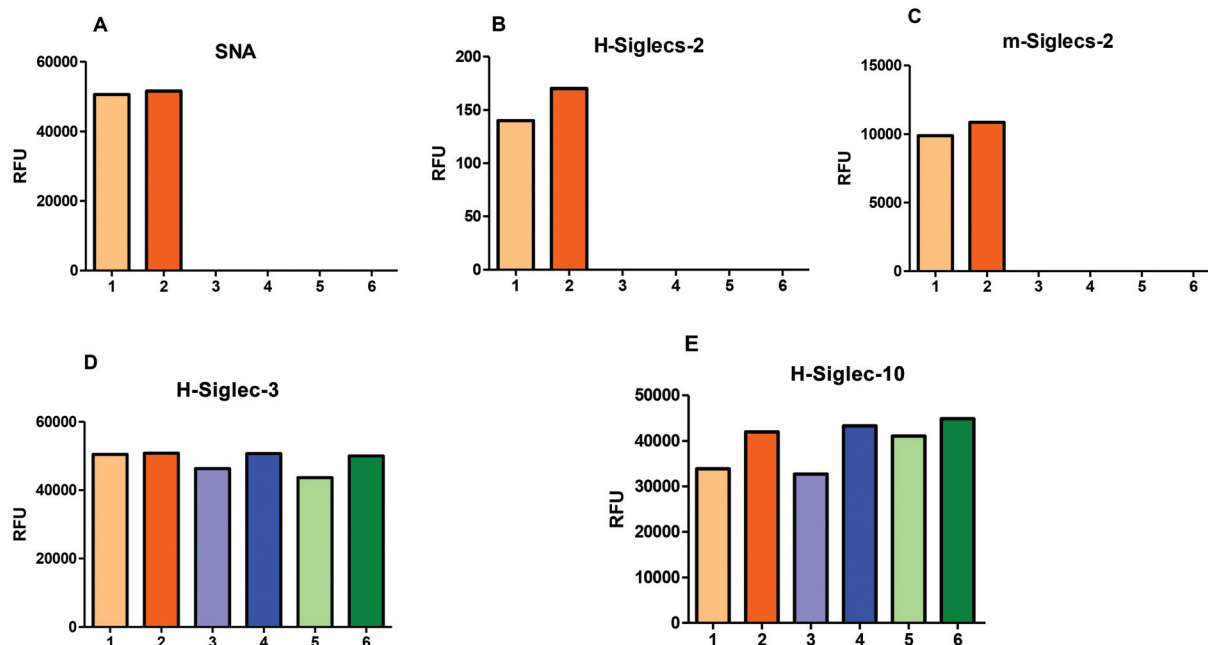 A
SNA
60000
40000
20000
0
RFU
1 2 3 4 5 6
B
H-Siglecs-2
200
150
100
50
0
RFU
1 2 3 4 5 6
C
m-Siglecs-2
15000
10000
5000
0
RFU
1 2 3 4 5 6
D
H-Siglec-3
60000
40000
20000
0
RFU
1 2 3 4 5 6
E
H-Siglec-10
50000
40000
30000
20000
10000
0
RFU
1 2 3 4 5 6